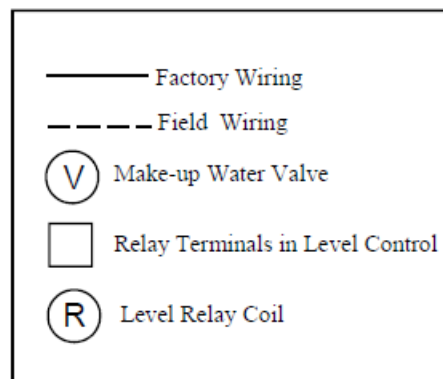 Factory Wiring
Field Wiring
V Make-up Water Valve
Relay Terminals in Level Control
R Level Relay Coil